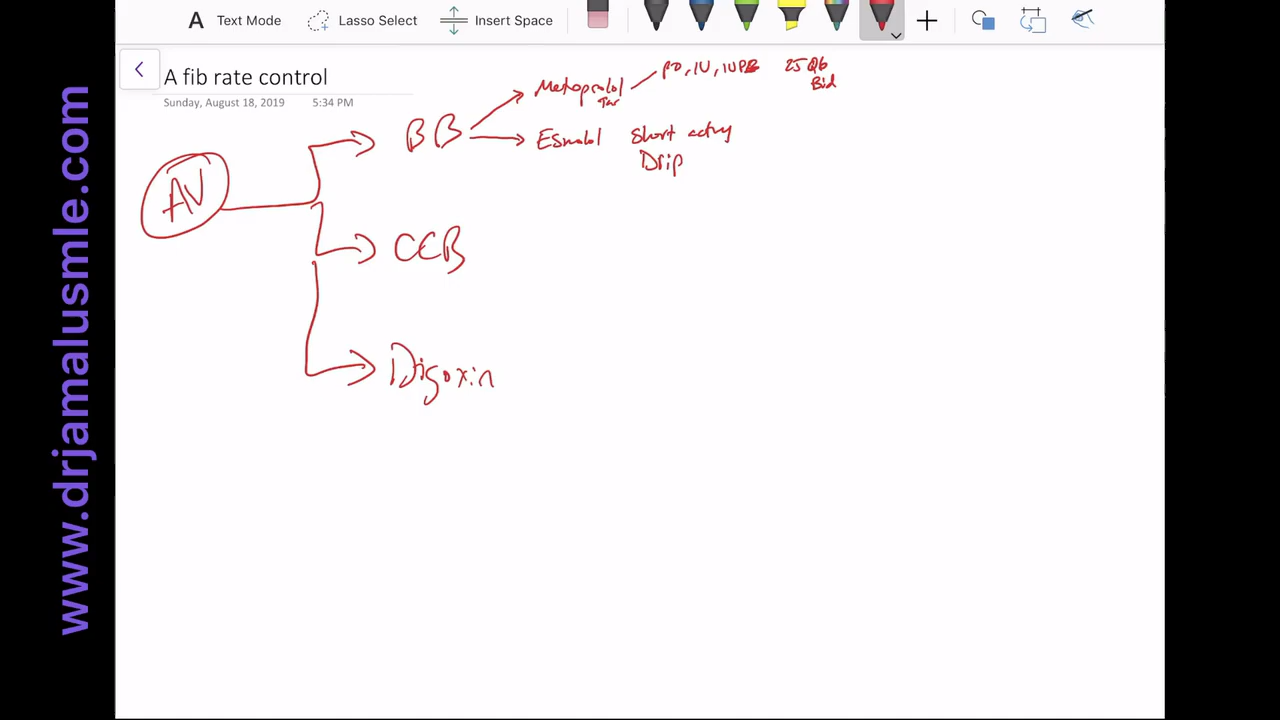 www.drjamalusmle.com
A Text Mode Lasso Select Insert Space
A fib rate control
Sunday, August 18, 2019 5:34 PM
AV
BB
Metoprolol
Tar
PO, IV, IVPB 25 Q6
Bid
Esmolol Short acting
Drip
CCB
Digoxin